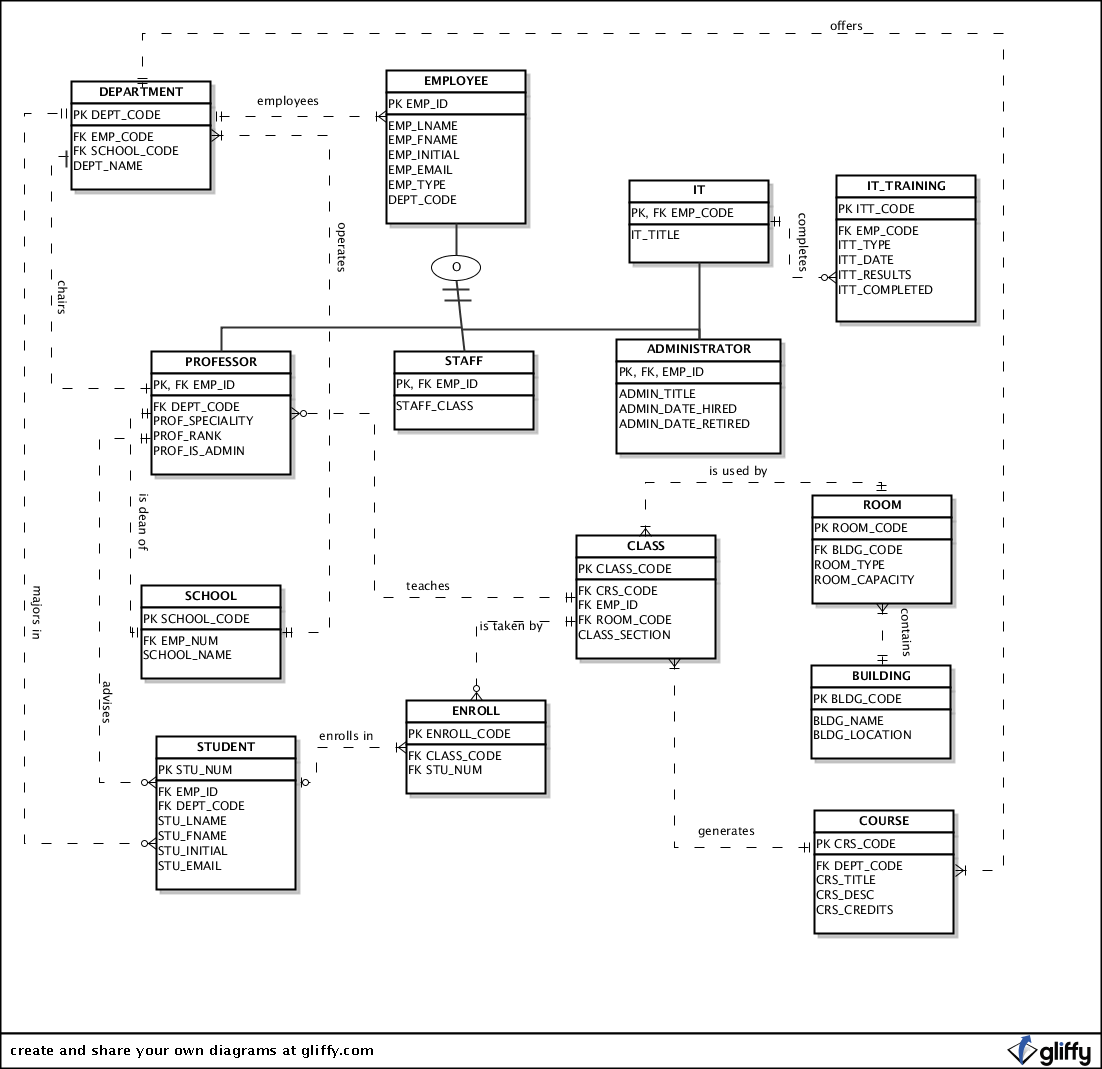 offers
DEPARTMENT
PK DEPT_CODE
FK EMP_CODE
FK SCHOOL_CODE
DEPT_NAME
employees
EMPLOYEE
PK EMP_ID
EMP_LNAME
EMP_FNAME
EMP_INITIAL
EMP_EMAIL
EMP_TYPE
DEPT_CODE
IT
PK, FK EMP_CODE
IT_TITLE
completes
IT_TRAINING
PK ITT_CODE
FK EMP_CODE
ITT_TYPE
ITT_DATE
ITT_RESULTS
ITT_COMPLETED
operates
O
chairs
PROFESSOR
PK, FK EMP_ID
FK DEPT_CODE
PROF_SPECIALITY
PROF_RANK
PROF_IS_ADMIN
STAFF
PK, FK EMP_ID
STAFF_CLASS
ADMINISTRATOR
PK, FK, EMP_ID
ADMIN_TITLE
ADMIN_DATE_HIRED
ADMIN_DATE_RETIRED
is used by
is dean of
ROOM
PK ROOM_CODE
FK BLDG_CODE
ROOM_TYPE
ROOM_CAPACITY
CLASS
PK CLASS_CODE
FK CRS_CODE
FK EMP_ID
FK ROOM_CODE
CLASS_SECTION
teaches
is taken by
majors in
SCHOOL
PK SCHOOL_CODE
FK EMP_NUM
SCHOOL_NAME
contains
BUILDING
PK BLDG_CODE
BLDG_NAME
BLDG_LOCATION
advises
ENROLL
PK ENROLL_CODE
FK CLASS_CODE
FK STU_NUM
enrolls in
STUDENT
PK STU_NUM
FK EMP_ID
FK DEPT_CODE
STU_LNAME
STU_FNAME
STU_INITIAL
STU_EMAIL
generates
COURSE
PK CRS_CODE
FK DEPT_CODE
CRS_TITLE
CRS_DESC
CRS_CREDITS
create and share your own diagrams at gliffy.com
gliffy